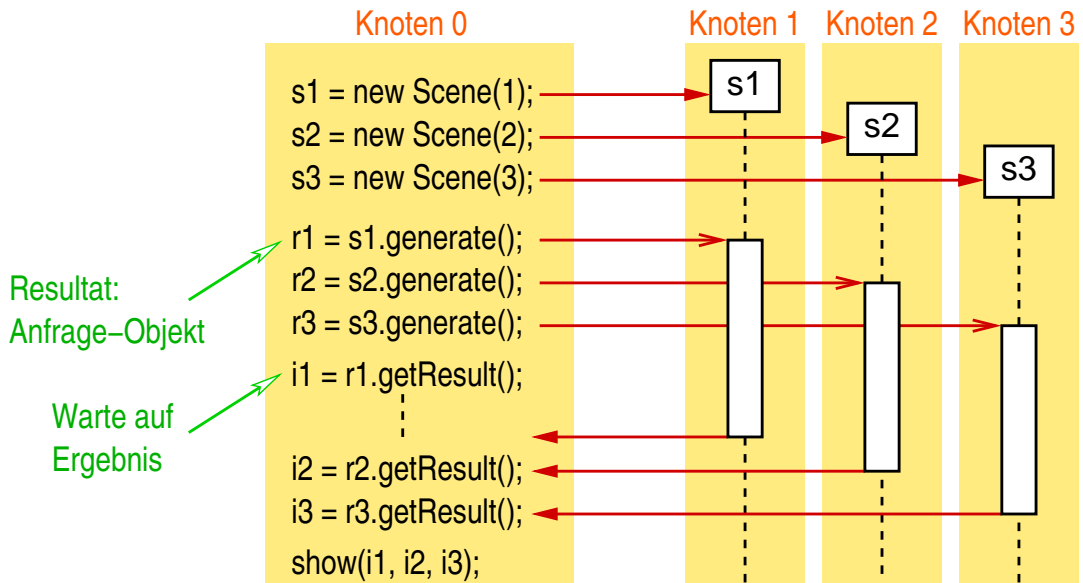 Knoten 0
Knoten 1
Knoten 2
Knoten 3
s1 = new Scene(1);
s2 = new Scene(2);
s3 = new Scene(3);
s1
s2
s3
r1 = s1.generate();
r2 = s2.generate();
r3 = s3.generate();
Resultat:
Anfrage−Objekt
i1 = r1.getResult();
Warte auf
Ergebnis
i2 = r2.getResult();
i3 = r3.getResult();
show(i1, i2, i3);